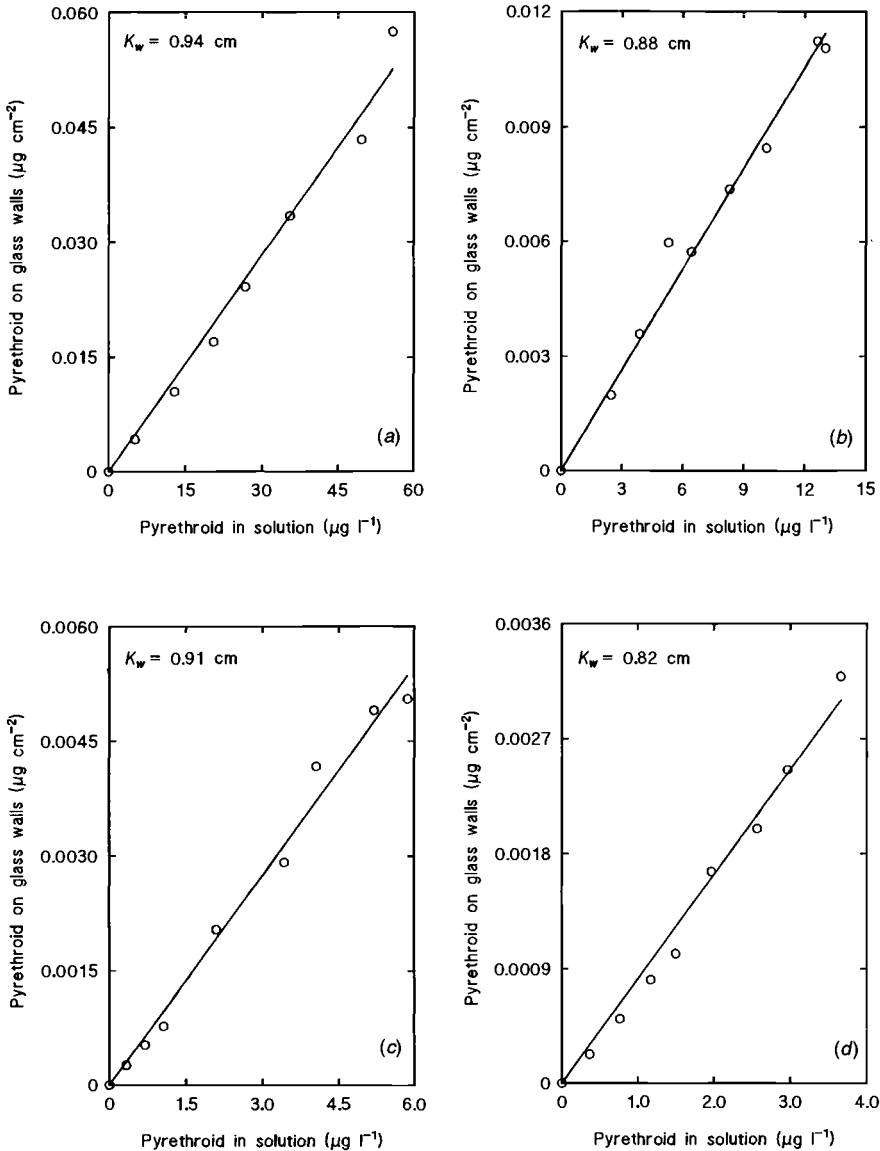 Pyrethroid on glass walls (µg cm⁻²)
0.060
0.045
0.030
0.015
0
K_w = 0.94 cm
(a)
0 15 30 45 60
Pyrethroid in solution (µg l⁻¹)
Pyrethroid on glass walls (µg cm⁻²)
0.012
0.009
0.006
0.003
0
K_w = 0.88 cm
(b)
0 3 6 9 12 15
Pyrethroid in solution (µg l⁻¹)
Pyrethroid on glass walls (µg cm⁻²)
0.0060
0.0045
0.0030
0.0015
0
K_w = 0.91 cm
(c)
0 1.5 3.0 4.5 6.0
Pyrethroid in solution (µg l⁻¹)
Pyrethroid on glass walls (µg cm⁻²)
0.0036
0.0027
0.0018
0.0009
0
K_w = 0.82 cm
(d)
0 1.0 2.0 3.0 4.0
Pyrethroid in solution (µg l⁻¹)